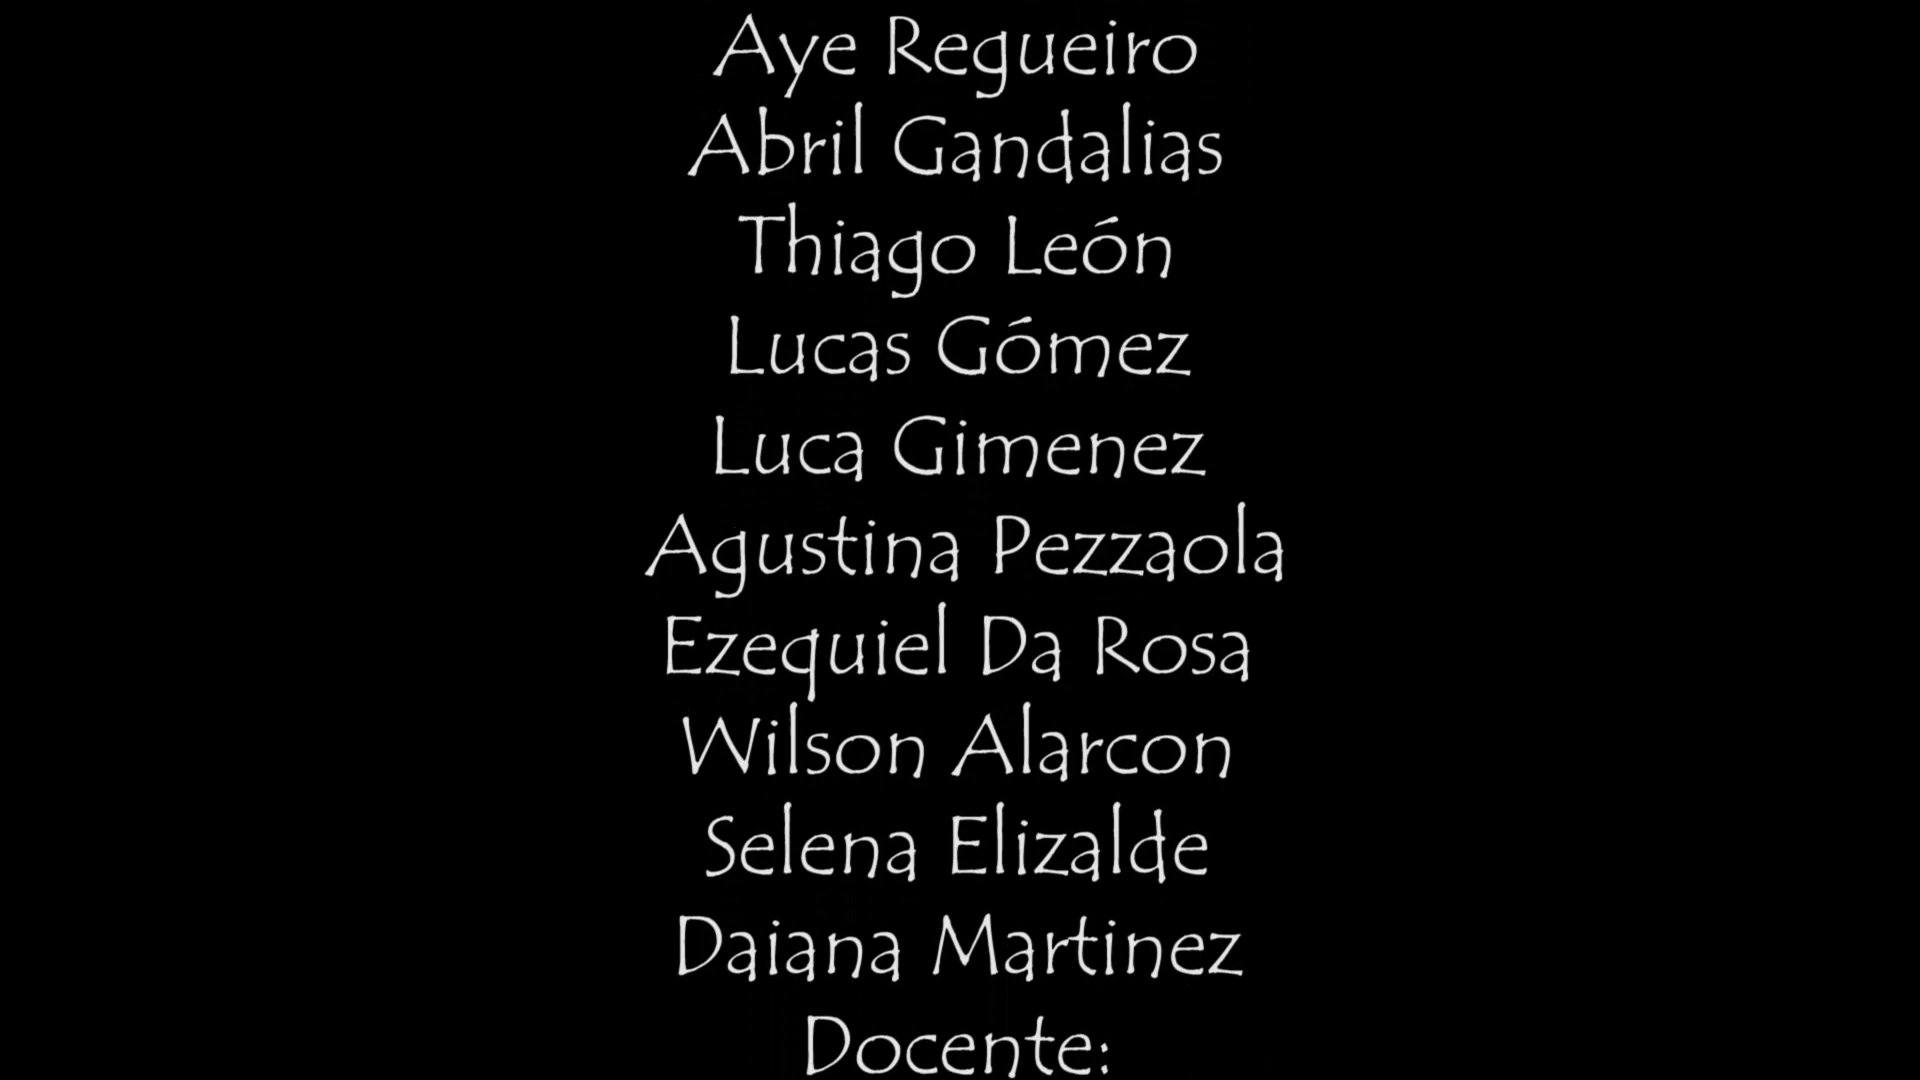 Aye Regueiro
Abril Gandalias
Thiago León
Lucas Gómez
Luca Gimenez
Agustina Pezzaola
Ezequiel Da Rosa
Wilson Alarcon
Selena Elizalde
Daiana Martinez
Docente: